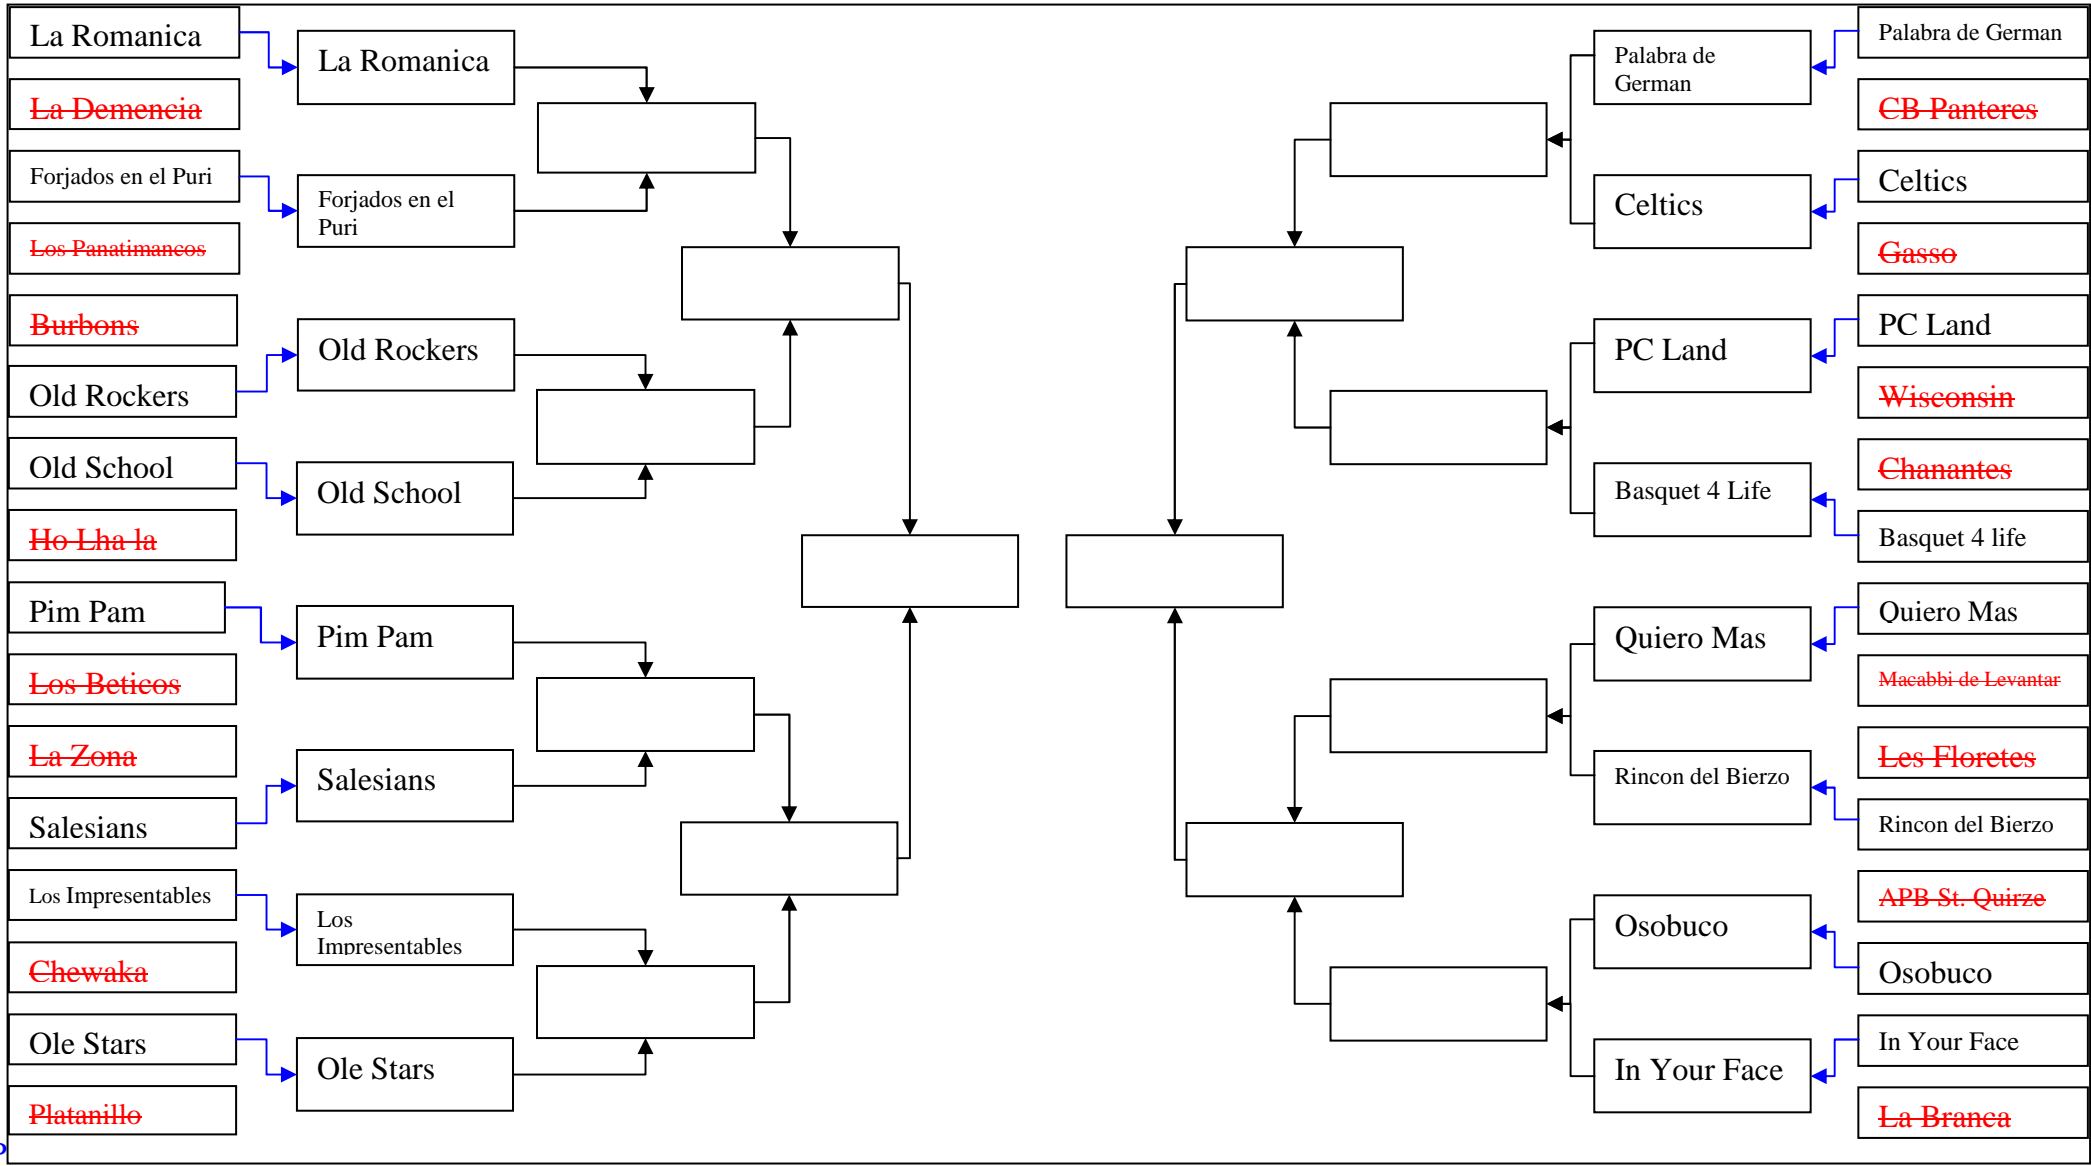 La Romanica
La Demencia
Forjados en el Puri
Los Panatimancos
Burbons
Old Rockers
Old School
Ho Lha la
Pim Pam
Los Beticos
La Zona
Salesians
Los Impresentables
Chewaka
Ole Stars
Platanillo
La Romanica
Forjados en el
Puri
Old Rockers
Old School
Pim Pam
Salesians
Los
Impresentables
Ole Stars
Palabra de
German
Celtics
PC Land
Basquet 4 Life
Quiero Mas
Rincon del Bierzo
Osobuco
In Your Face
Palabra de German
CB Panteres
Celtics
Gasso
PC Land
Wisconsin
Chanantes
Basquet 4 life
Quiero Mas
Macabbi de Levantar
Les Floretes
Rincon del Bierzo
APB St. Quirze
Osobuco
In Your Face
La Branca